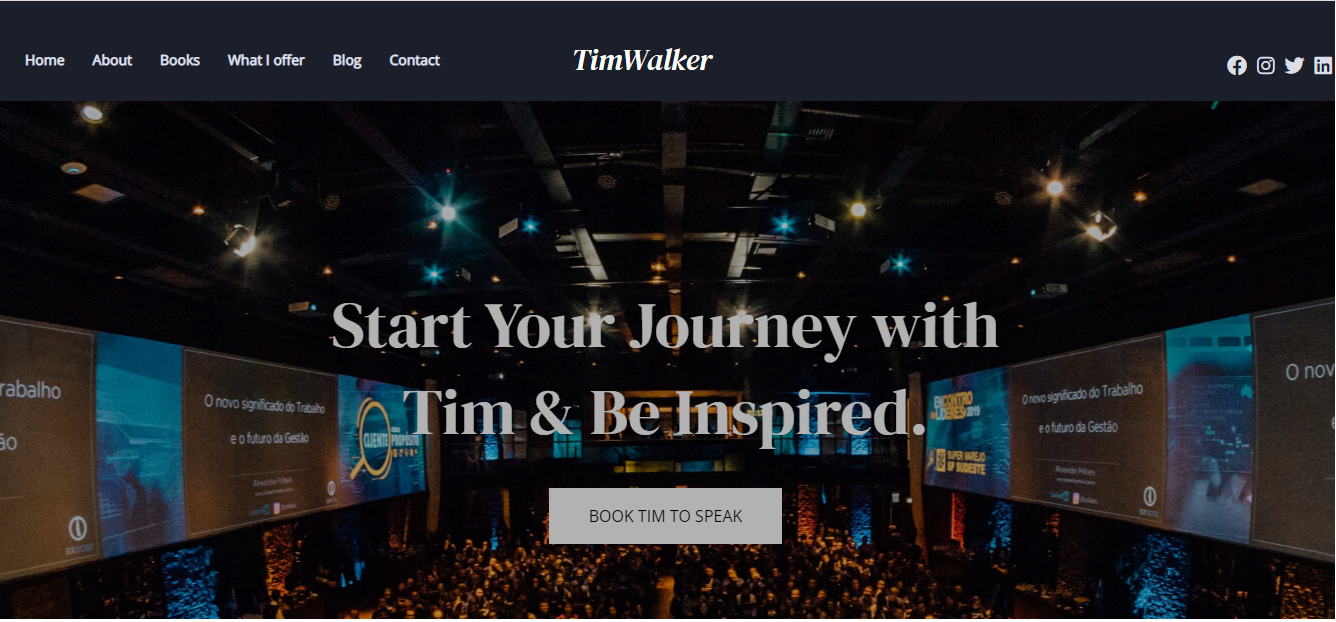 Home About Books What I offer Blog Contact
TimWalker
Start Your Journey with
Tim & Be Inspired.
BOOK TIM TO SPEAK
rabalho
ão
O novo significado do Trabalho
e o futuro da Gestão
CLIENTE PROPÓSITO
ENCONTRO
LÍDERES 2019
SUPER VAREJO
SP SUDESTE
O novo significado do Trabalho
e o futuro da Gestão
O nov